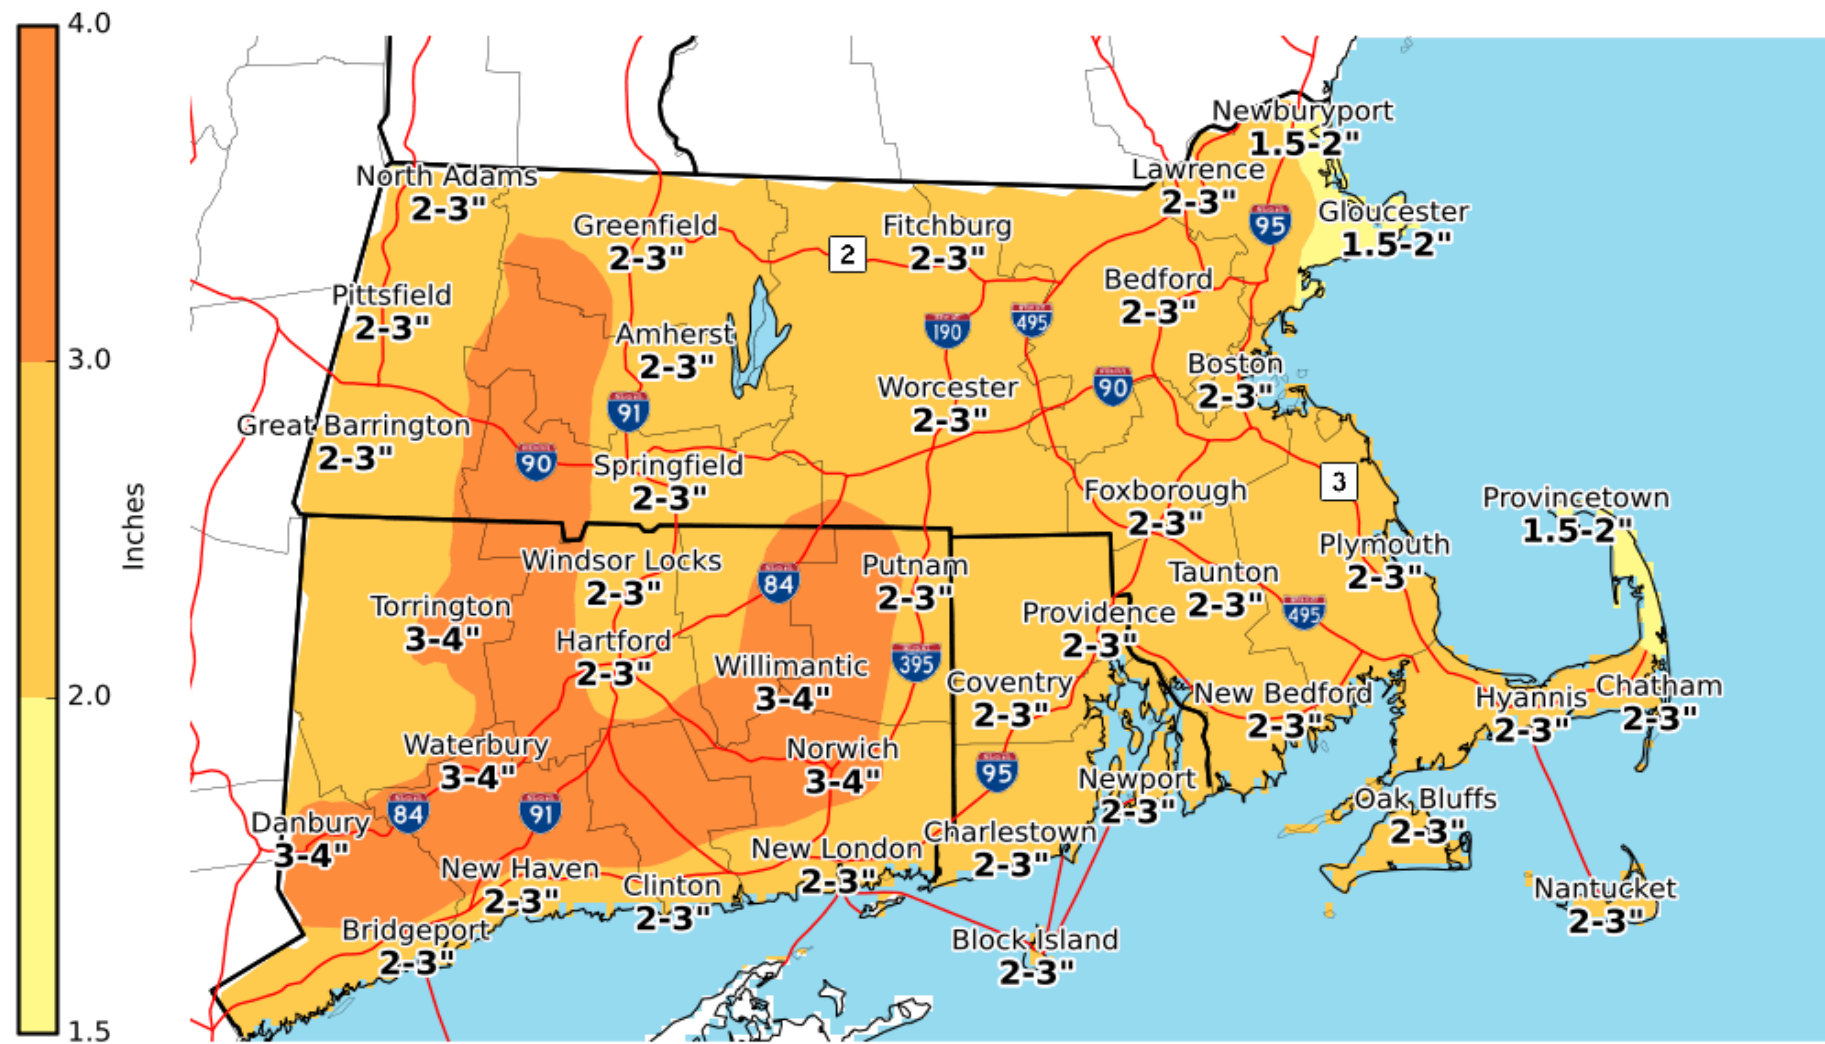 4.0
3.0
2.0
1.5
Inches
Newburyport
1.5-2"
North Adams
2-3"
Lawrence
2-3"
Greenfield
2-3"
2
Fitchburg
2-3"
95
Gloucester
1.5-2"
Pittsfield
2-3"
Bedford
2-3"
Amherst
2-3"
190
495
Boston
2-3"
Worcester
2-3"
90
91
Great Barrington
2-3"
90
Springfield
2-3"
3
Foxborough
2-3"
Provincetown
1.5-2"
Windsor Locks
2-3"
84
Putnam
2-3"
Plymouth
2-3"
Taunton
2-3"
495
Torrington
3-4"
Hartford
2-3"
Providence
2-3"
Willimantic
3-4"
395
Coventry
2-3"
New Bedford
2-3"
Hyannis
2-3"
Chatham
2-3"
Waterbury
3-4"
Norwich
3-4"
95
Newport
2-3"
Oak Bluffs
2-3"
84
91
Danbury
3-4"
New Haven
2-3"
Clinton
2-3"
New London
2-3"
Charlestown
2-3"
Nantucket
2-3"
Bridgeport
2-3"
Block Island
2-3"